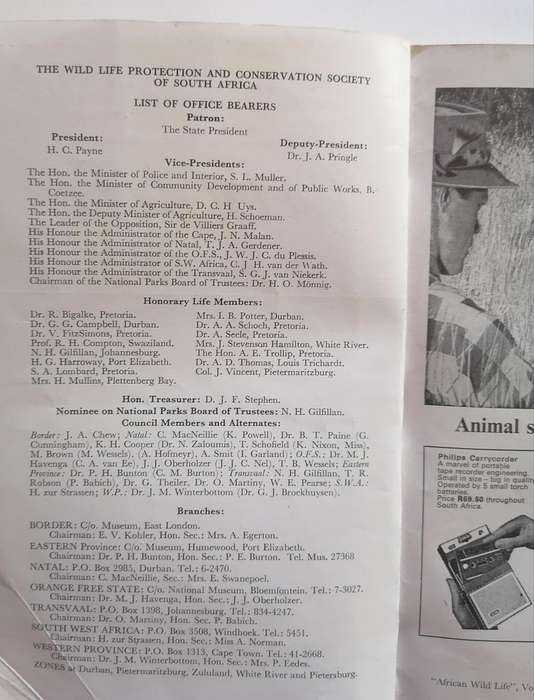 THE WILD LIFE PROTECTION AND CONSERVATION SOCIETY
OF SOUTH AFRICA
LIST OF OFFICE BEARERS
Patron:
The State President
President:
H. C. Payne
Deputy-President:
Dr. J. A. Pringle
Vice-Presidents:
The Hon. the Minister of Police and Interior, S. L. Muller.
The Hon. the Minister of Community Development and of Public Works, B.
Coetzee.
The Hon. the Minister of Agriculture, D. C. H Uys.
The Hon. the Deputy Minister of Agriculture, H. Schoeman.
The Leader of the Opposition, Sir de Villiers Graaff.
His Honour the Administrator of the Cape, J. N. Malan.
His Honour the Administrator of Natal, T. J. A. Gerdener.
His Honour the Administrator of the O.F.S., J. W. J. C. du Plessis.
His Honour the Administrator of S.W. Africa, C. J H. van der Wath.
His Honour the Administrator of the Transvaal, S. G. J. van Niekerk.
Chairman of the National Parks Board of Trustees: Dr. H. O. Mönnig.
Honorary Life Members:
Dr. R. Bigalke, Pretoria.
Dr. G. G. Campbell, Durban.
Dr. V. FitzSimons, Pretoria.
Prof. R. H. Compton, Swaziland.
N. H. Gilfillan, Johannesburg.
H. G. Harroway, Port Elizabeth.
S. A. Lombard, Pretoria.
Mrs. H. Mullins, Plettenberg Bay.
Mrs. I. B. Potter, Durban.
Dr. A. A. Schoch, Pretoria.
Dr. A. Seele, Pretoria.
Mrs. J. Stevenson Hamilton, White River.
The Hon. A. E. Trollip, Pretoria.
Dr. A. D. Thomas, Louis Trichardt.
Col. J. Vincent, Pietermaritzburg.
Hon. Treasurer: D. J. F. Stephen.
Nominee on National Parks Board of Trustees: N. H. Gilfillan.
Council Members and Alternates:
Border: J. A. Chew; Natal: C. MacNeillie (K. Powell), Dr. B. T. Paine (G.
Cunningham), K. H. Cooper (Dr. N. Zaloumis), T. Schofield (K. Nixon, Miss),
M. Brown (M. Wessels). (A. Hofmeyr), A. Smit (I. Garland); O.F.S.: Dr. M. J.
Havenga (C. A. van Ee), J. J. Oberholzer (J. J. C. Nel), T. B. Wessels; Eastern
Province: Dr. P. H. Bunton (C. M. Burton); Transvaal: N. H. Gilfillan, T. R.
Robson (P. Babich), Dr. G. Theiler, Dr. O. Martiny, W. E. Pearse; S.W.A.:
H. zur Strassen; W.P.: Dr. J. M. Winterbottom (Dr. G. J. Broekhuysen).
Branches:
BORDER: C/o. Museum, East London.
Chairman: E. V. Kohler, Hon. Sec.: Mrs. A. Egerton.
EASTERN Province: C/o. Museum, Humewood, Port Elizabeth.
Chairman: Dr. P. H. Bunton, Hon. Sec.: P. E. Burton. Tel. Mus. 27368
NATAL: P.O. Box 2985, Durban. Tel.: 6-2470.
Chairman: C. MacNeillie, Sec.: Mrs. E. Swanepoel.
ORANGE FREE STATE: C/o. National Museum, Bloemfontein. Tel.: 7-3027.
Chairman: Dr. M. J. Havenga, Hon. Sec.: J. J. Oberholzer.
TRANSVAAL: P.O. Box 1398, Johannesburg. Tel.: 834-4247.
Chairman: Dr. O. Martiny, Hon. Sec. P. Babich.
SOUTH WEST AFRICA: P.O. Box 3508, Windhoek. Tel.: 5451.
Chairman: H. zur Strassen, Hon. Sec.: Miss A. Norman.
WESTERN PROVINCE: P.O. Box 1313, Cape Town. Tel.: 41-2668.
Chairman: Dr. J. M. Winterbottom, Hon. Sec.: Mrs. P. Eedes.
ZONES at Durban, Pietermaritzburg, Zululand, White River and Pietersburg.
Animal s
Philips Carrycorder
A marvel of portable
tape recorder engineering.
Small in size – big in quality
Operated by 5 small torch
batteries.
Price R69.50 throughout
South Africa.
"African Wild Life", Vo